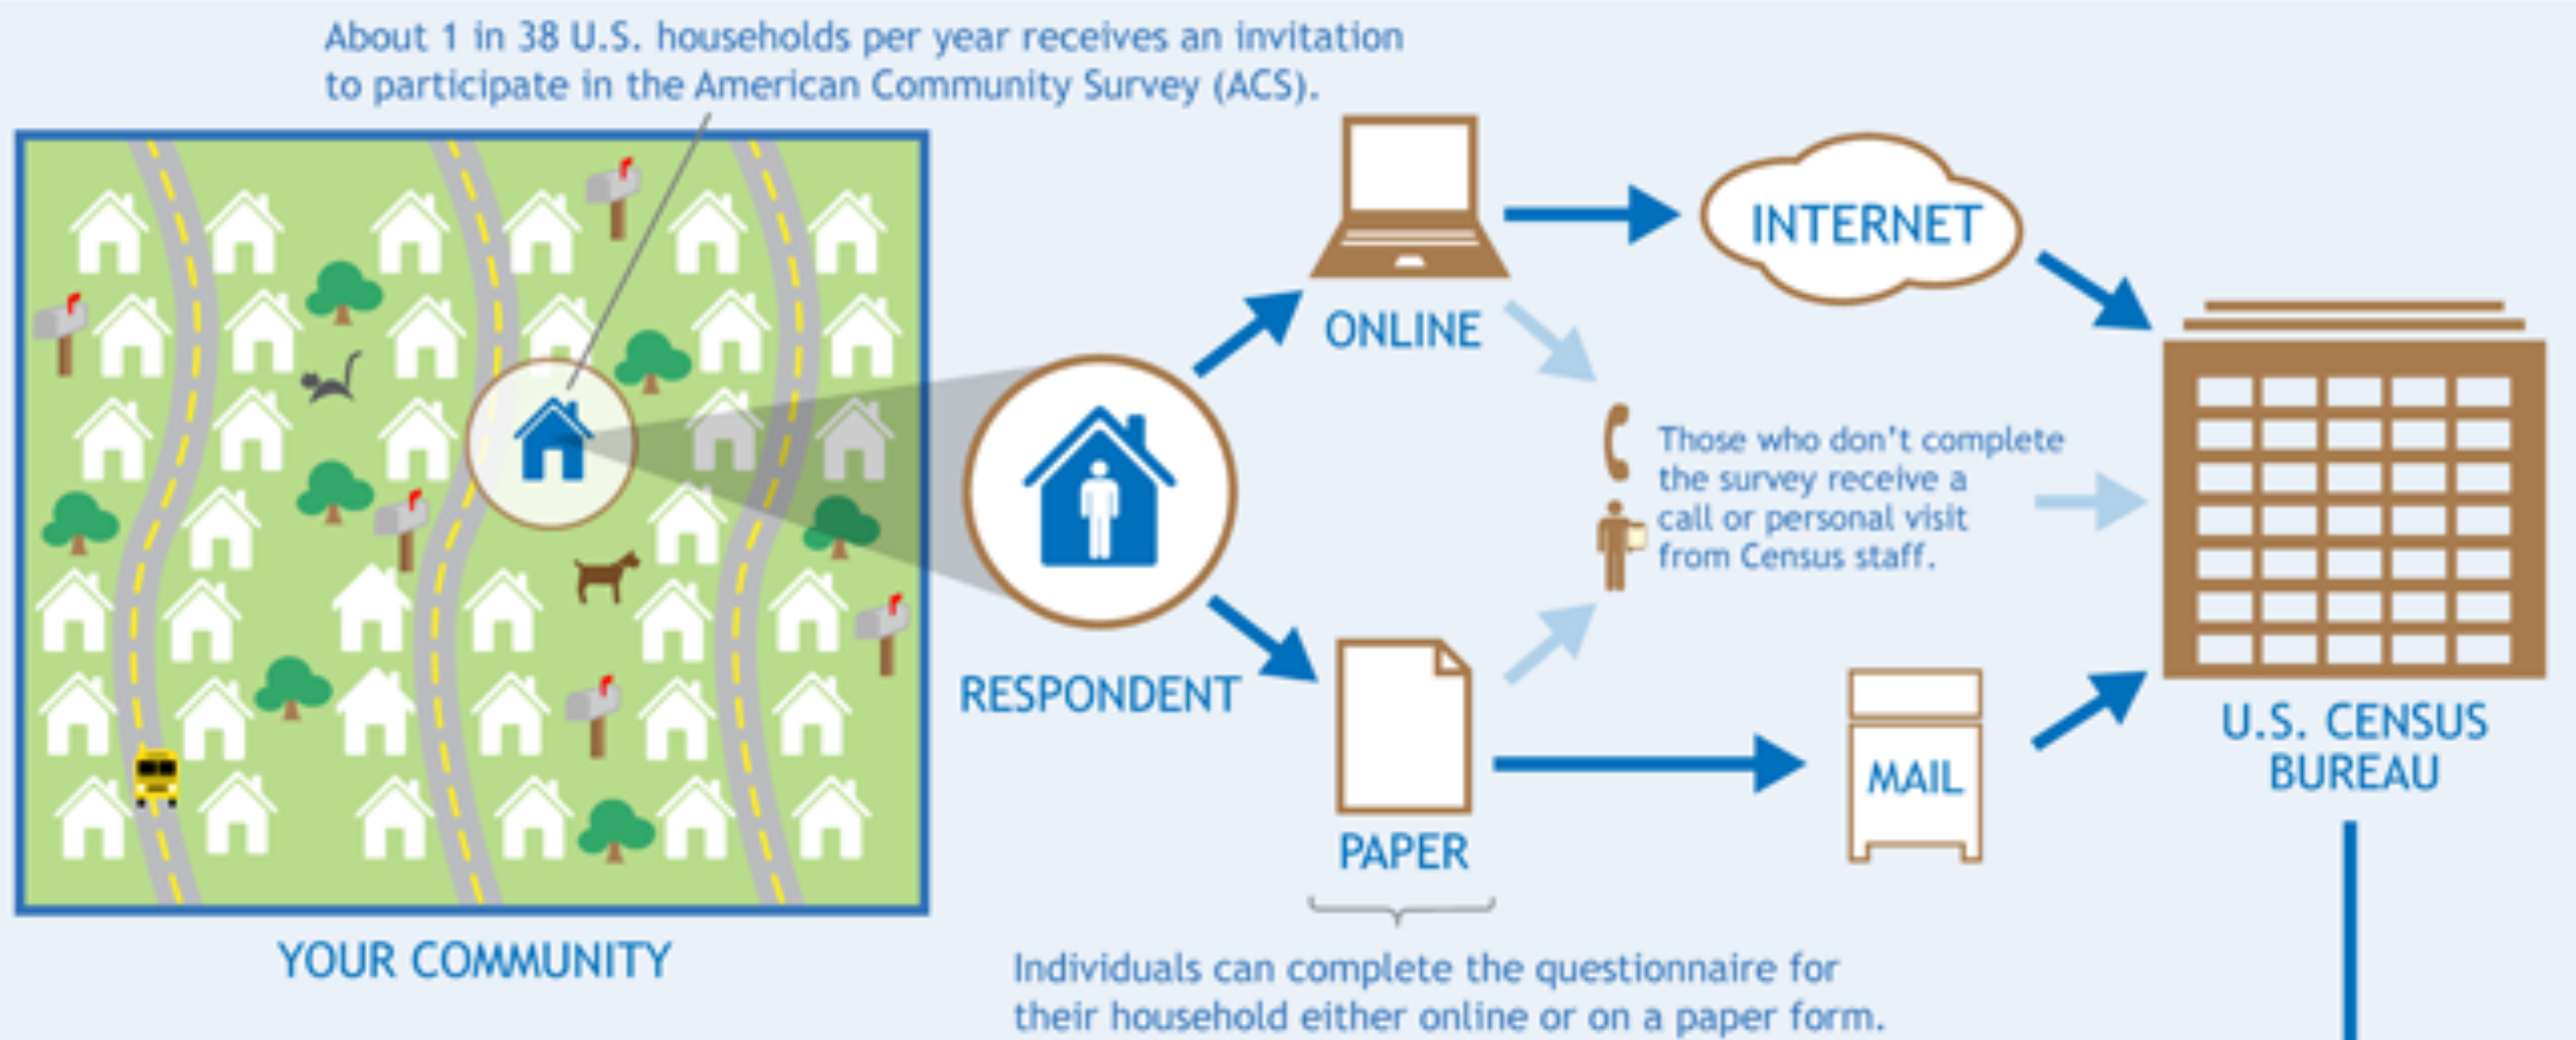 About 1 in 38 U.S. households per year receives an invitation
to participate in the American Community Survey (ACS).
YOUR COMMUNITY
RESPONDENT
ONLINE
INTERNET
Those who don't complete
the survey receive a
call or personal visit
from Census staff.
PAPER
MAIL
U.S. CENSUS
BUREAU
Individuals can complete the questionnaire for
their household either online or on a paper form.